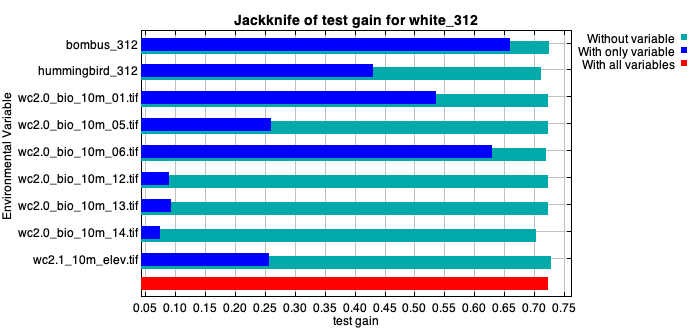 Jackknife of test gain for white_312
Without variable
With only variable
With all variables
Environmental Variable
bombus_312
hummingbird_312
wc2.0_bio_10m_01.tif
wc2.0_bio_10m_05.tif
wc2.0_bio_10m_06.tif
wc2.0_bio_10m_12.tif
wc2.0_bio_10m_13.tif
wc2.0_bio_10m_14.tif
wc2.1_10m_elev.tif
0.05 0.10 0.15 0.20 0.25 0.30 0.35 0.40 0.45 0.50 0.55 0.60 0.65 0.70 0.75
test gain